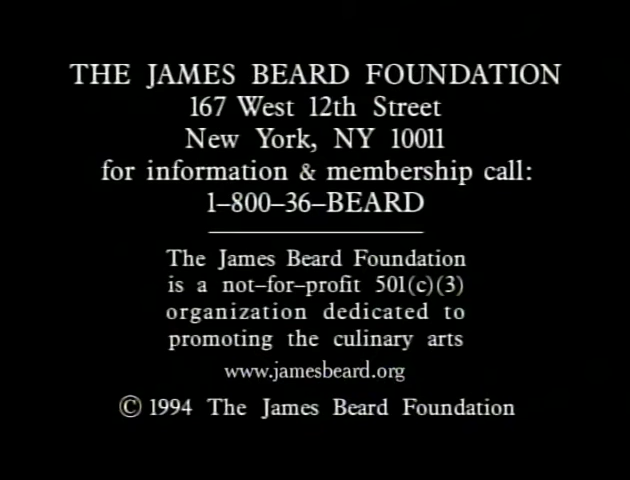 THE JAMES BEARD FOUNDATION
167 West 12th Street
New York, NY 10011
for information & membership call:
1–800–36–BEARD
The James Beard Foundation
is a not–for–profit 501(c)(3)
organization dedicated to
promoting the culinary arts
www.jamesbeard.org
© 1994 The James Beard Foundation